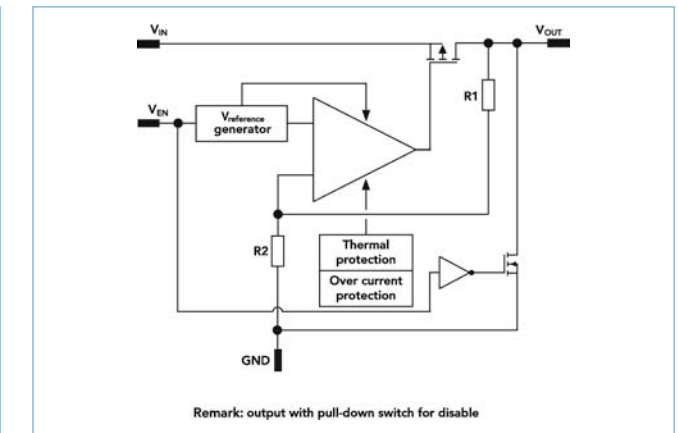 VIN
VOUT
R1
VEN
Vreference
generator
R2
Thermal
protection
Over current
protection
GND
Remark: output with pull-down switch for disable